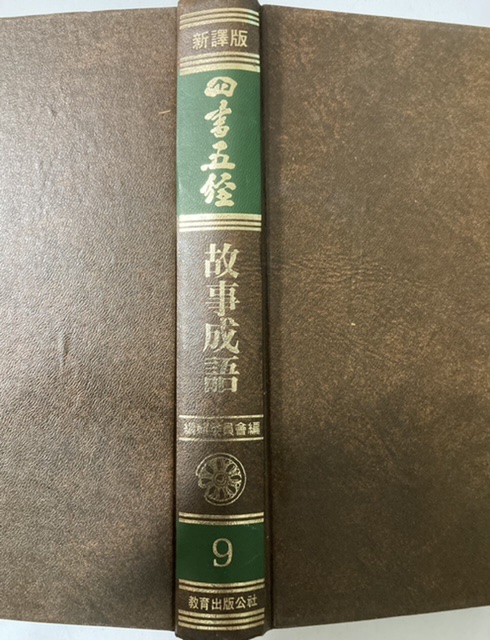 新譯版
四書五經
故事成語
編輯委員會編
9
教育出版公社